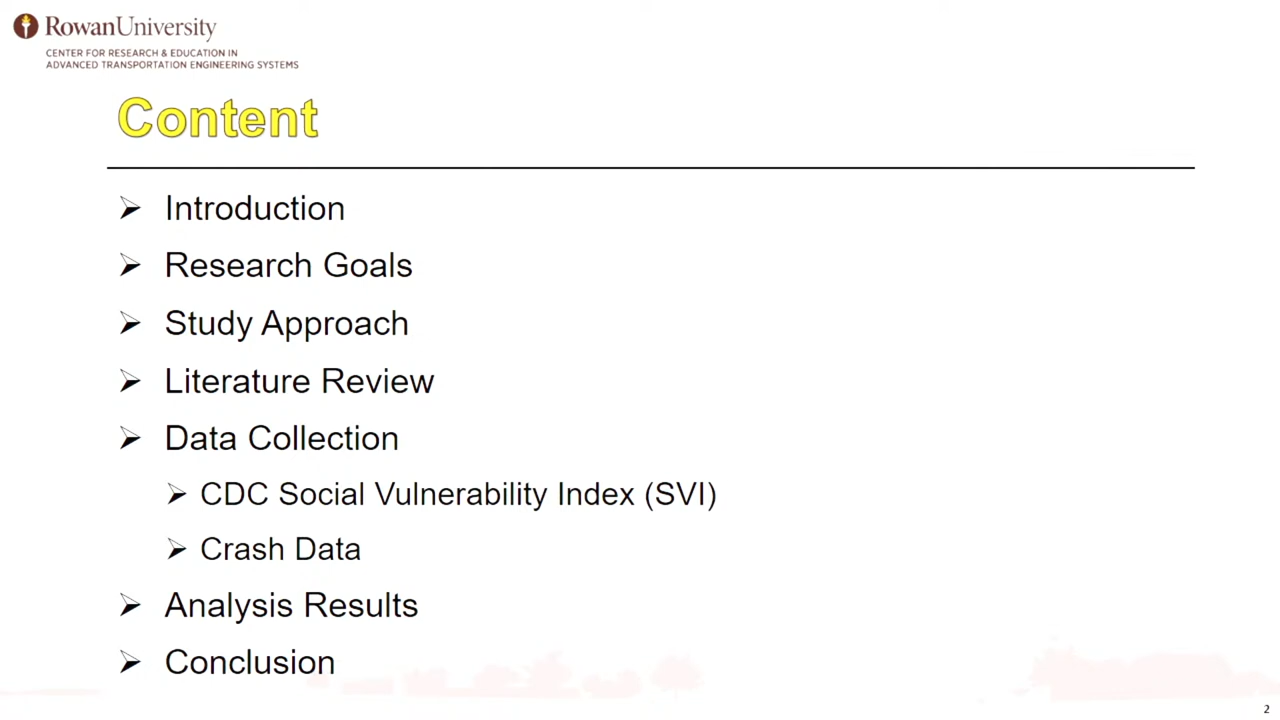 RowanUniversity
CENTER FOR RESEARCH & EDUCATION IN
ADVANCED TRANSPORTATION ENGINEERING SYSTEMS
Content
Introduction
Research Goals
Study Approach
Literature Review
Data Collection
CDC Social Vulnerability Index (SVI)
Crash Data
Analysis Results
Conclusion
2